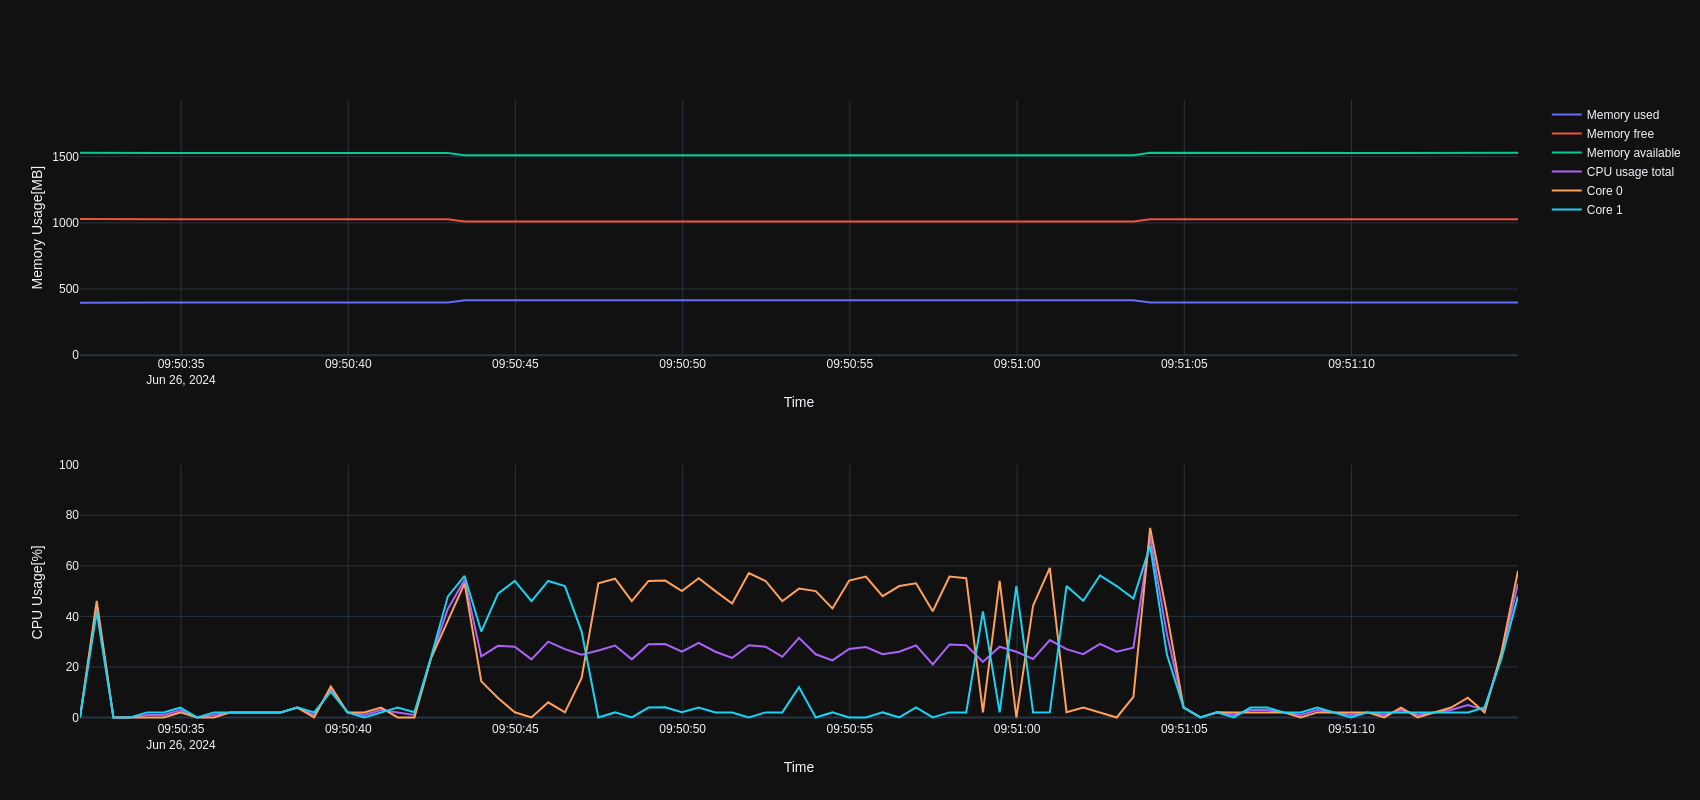 Memory Usage[MB]
1500
1000
500
0
09:50:35 09:50:40 09:50:45 09:50:50 09:50:55 09:51:00 09:51:05 09:51:10
Jun 26, 2024
Time
Memory used
Memory free
Memory available
CPU usage total
Core 0
Core 1
CPU Usage[%]
100
80
60
40
20
0
09:50:35 09:50:40 09:50:45 09:50:50 09:50:55 09:51:00 09:51:05 09:51:10
Jun 26, 2024
Time